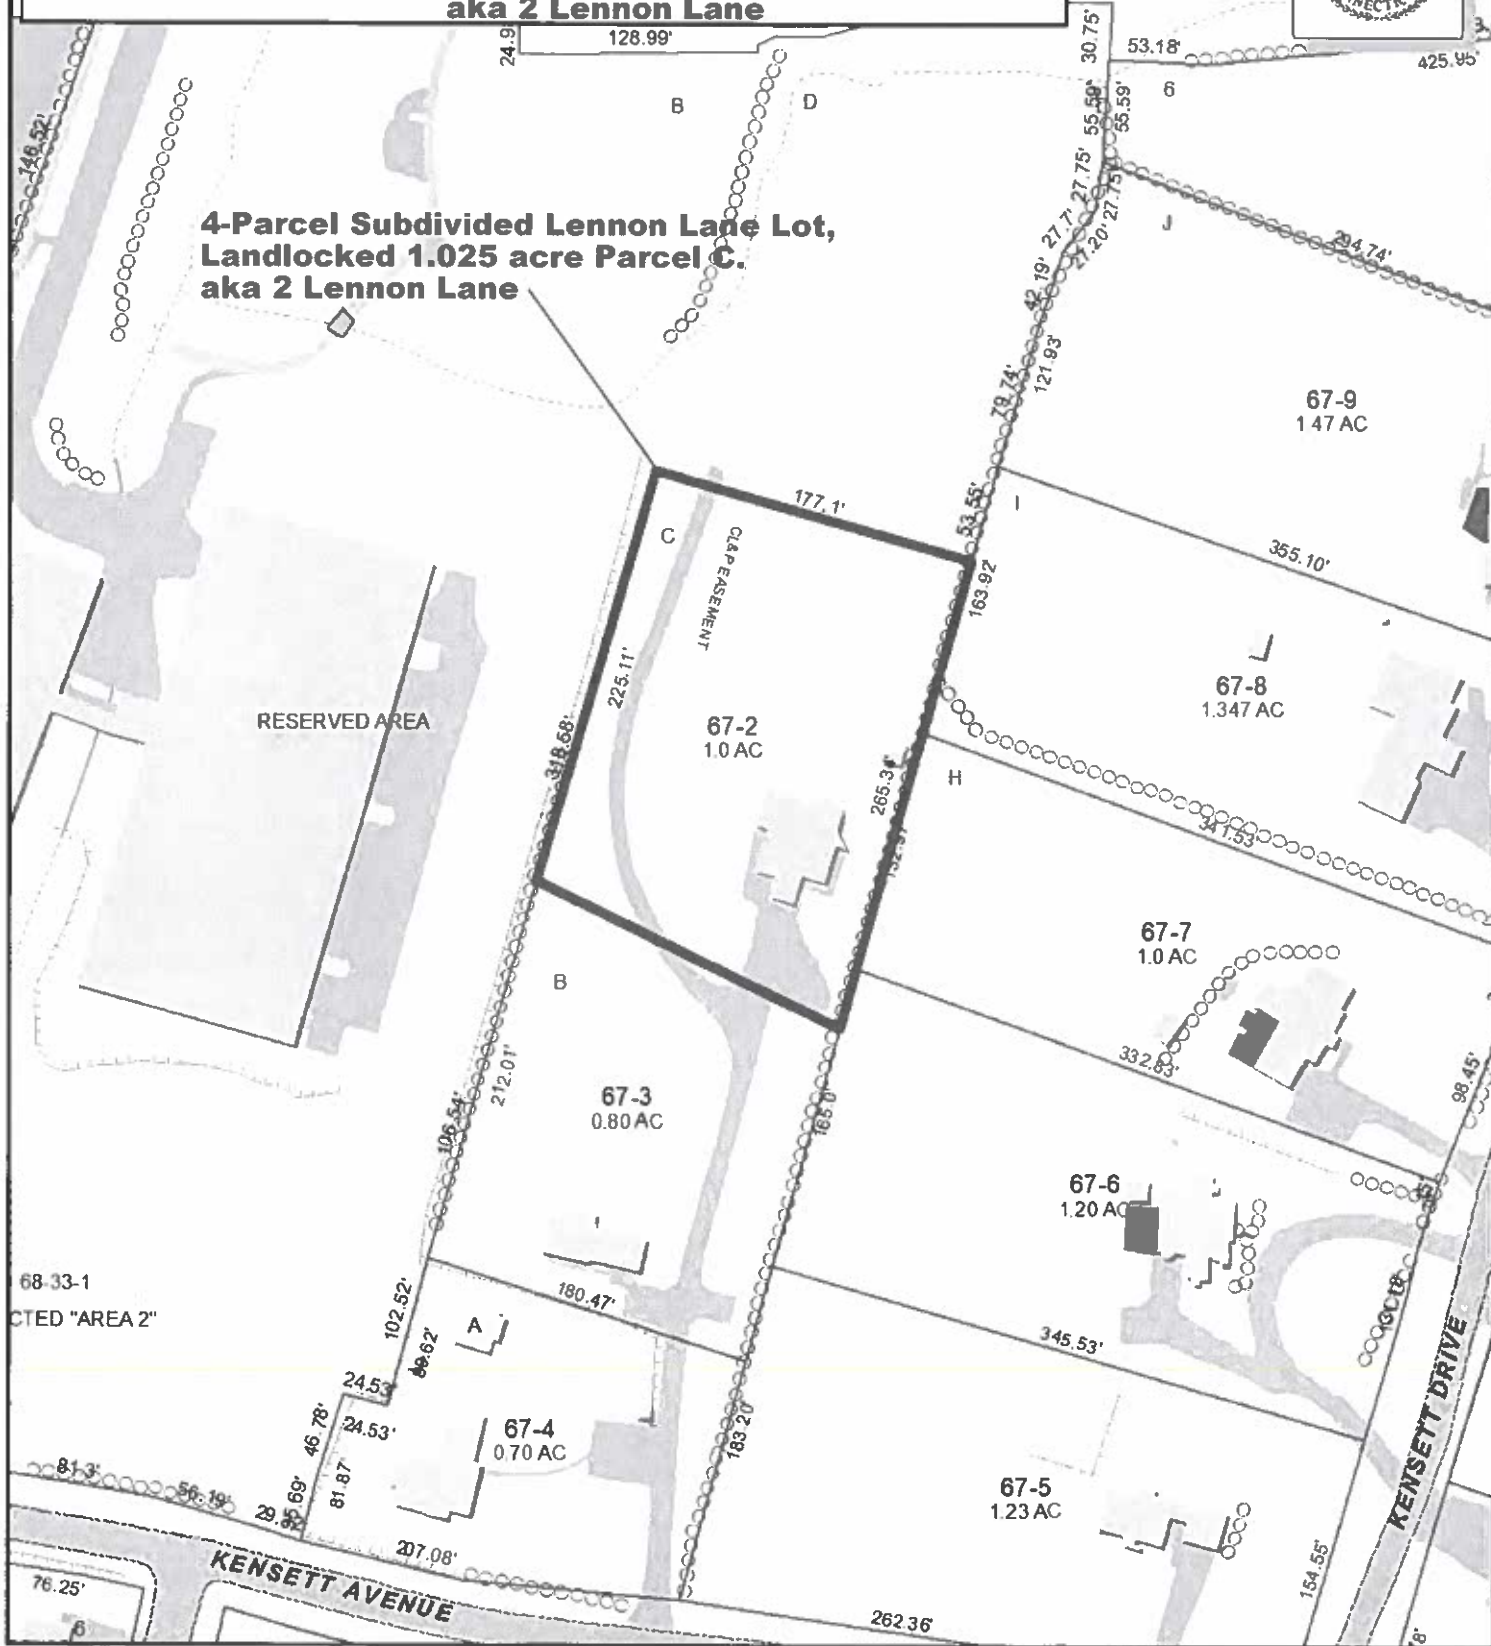 aka 2 Lennon Lane
128.99'
30.75'
53.18'
425.95'
146.52'
B
D
55.59'
55.59'
6
27.75'
27.75'
27.7'
27.20'
J
294.74'
4-Parcel Subdivided Lennon Lane Lot,
Landlocked 1.025 acre Parcel C.
aka 2 Lennon Lane
42.19'
121.93'
79.74'
67-9
1 47 AC
177.1'
53.55'
I
C
CL&P EASEMENT
355.10'
163.92'
225.11'
67-8
1.347 AC
RESERVED AREA
67-2
1.0 AC
318.68'
265.3
H
341.53'
67-7
1.0 AC
B
332.83'
98.45'
212.01'
67-3
0.80 AC
106.54'
165.0'
67-6
1.20 AC
68-33-1
CTED "AREA 2"
102.52'
180.47'
A
345.53'
KENSETT DRIVE
24.53'
24.53'
46.78'
67-4
0.70 AC
183.20'
81.3'
56.19'
81.87'
67-5
1.23 AC
207.08'
KENSETT AVENUE
76.25'
6
154.55'
262.36'
8'